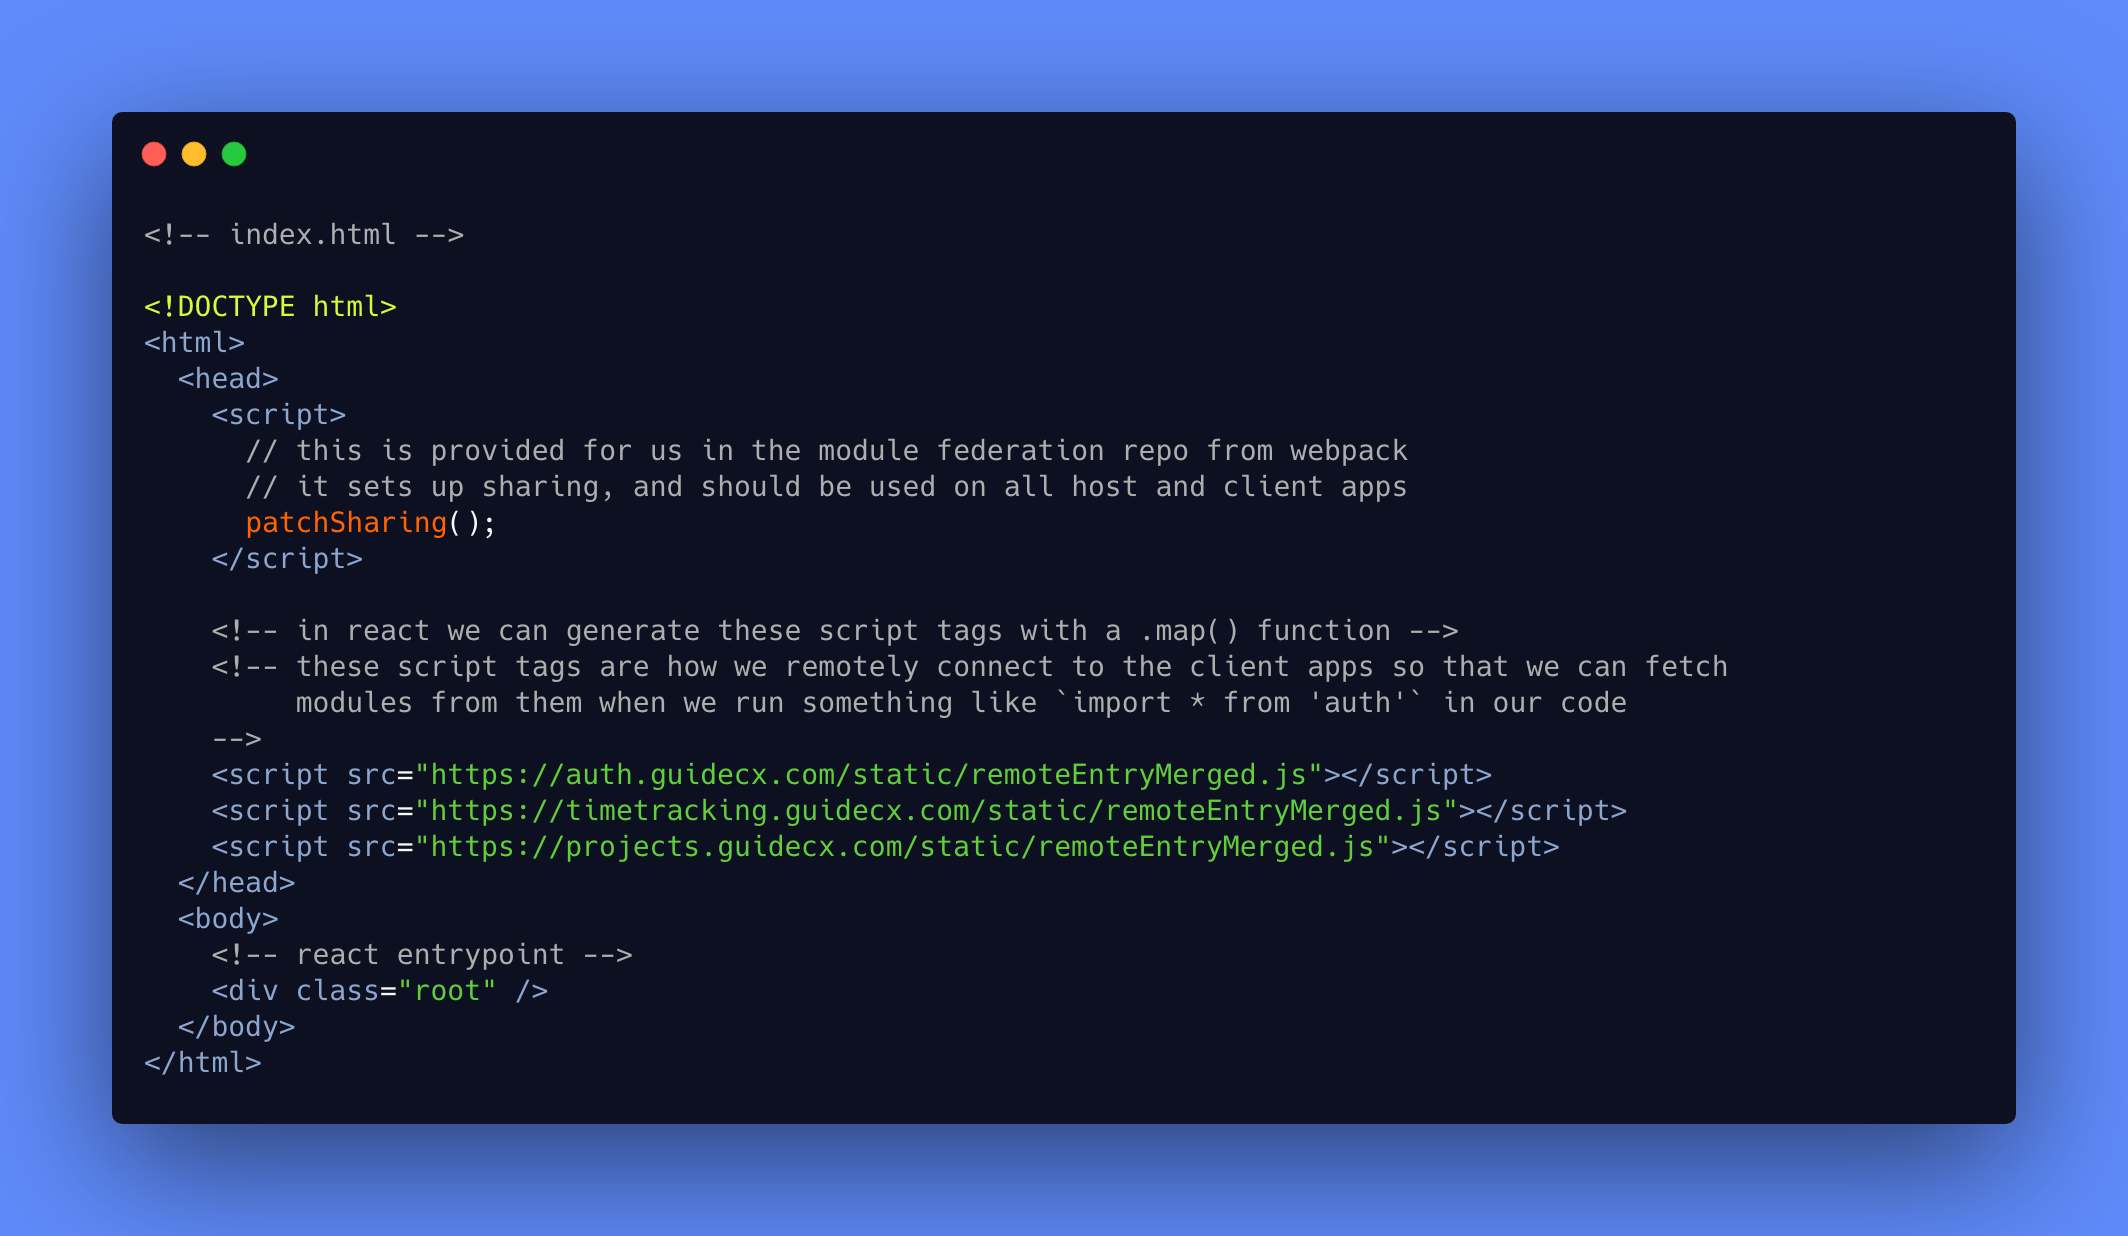 <!-- index.html -->
<!DOCTYPE html>
<html>
<head>
<script>
// this is provided for us in the module federation repo from webpack
// it sets up sharing, and should be used on all host and client apps
patchSharing();
</script>
<!-- in react we can generate these script tags with a .map() function -->
<!-- these script tags are how we remotely connect to the client apps so that we can fetch
modules from them when we run something like `import * from 'auth'` in our code
-->
<script src="https://auth.guidecx.com/static/remoteEntryMerged.js"></script>
<script src="https://timetracking.guidecx.com/static/remoteEntryMerged.js"></script>
<script src="https://projects.guidecx.com/static/remoteEntryMerged.js"></script>
</head>
<body>
<!-- react entrypoint -->
<div class="root" />
</body>
</html>